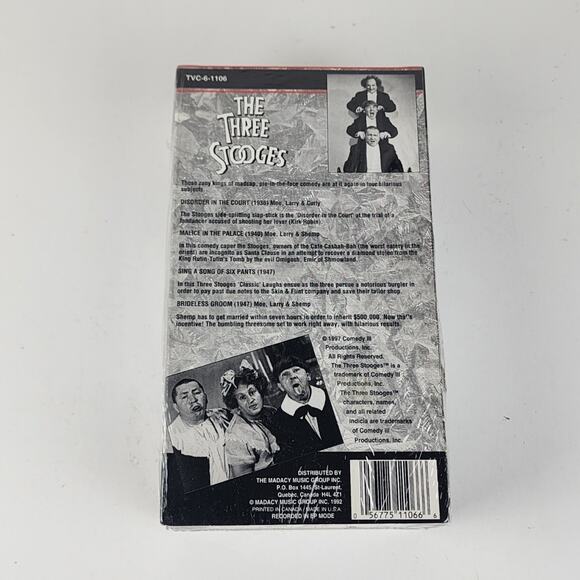 TVC-6-1106
THE
THREE
STOOGES
These zany kings of madcap, pie-in-the-face comedy are at it again in four hilarious
subjects.
DISORDER IN THE COURT (1936) Moe, Larry & Curly
The Stooges side-splitting slap-stick is the 'Disorder in the Court' at the trial of a
fandancer accused of shooting her lover (Kirk Robin).
MALICE IN THE PALACE (1949) Moe, Larry & Shemp
In this comedy caper the Stooges, owners of the Cafe-Cashah-Bah (the worst eatery in the
orient) are incognito as Santa Clause in an attempt to recover a diamond stolen from the
King Rutin-Tutin's Tomb by the evil Omigosh, Emir of Shmowland.
SING A SONG OF SIX PANTS (1947)
In this Three Stooges 'Classic' Laughs ensue as the three pursue a notorious burglar in
order to pay past due notes to the Skin & Flint company and save their tailor shop.
BRIDELESS GROOM (1947) Moe, Larry & Shemp
Shemp has to get married within seven hours in order to inherit $500,000. Now that's
incentive! The bumbling threesome set to work right away, with hilarious results.
© 1997 Comedy III
Productions, Inc.
All Rights Reserved.
The Three Stooges™ is a
trademark of Comedy III
Productions, Inc.
The Three Stooges™
characters, names,
and all related
indicia are trademarks
of Comedy III
Productions, Inc.
DISTRIBUTED BY
THE MADACY MUSIC GROUP INC.
P.O. Box 1445, St-Laurent,
Quebec, Canada H4L 4Z1
© MADACY MUSIC GROUP INC. 1992
PRINTED IN CANADA / MADE IN U.S.A.
RECORDED IN EP MODE
0 56775 11066 6